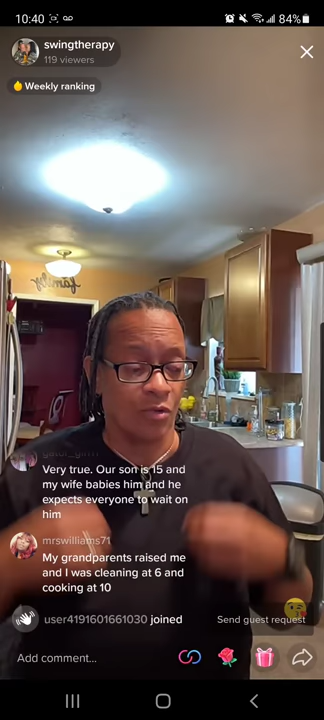 10:40
84%
swingtherapy
119 viewers
Weekly ranking
family
Very true. Our son is 15 and
my wife babies him and he
expects everyone to wait on
him
mrswilliams71
My grandparents raised me
and I was cleaning at 6 and
cooking at 10
user4191601661030 joined
Send guest request
Add comment...